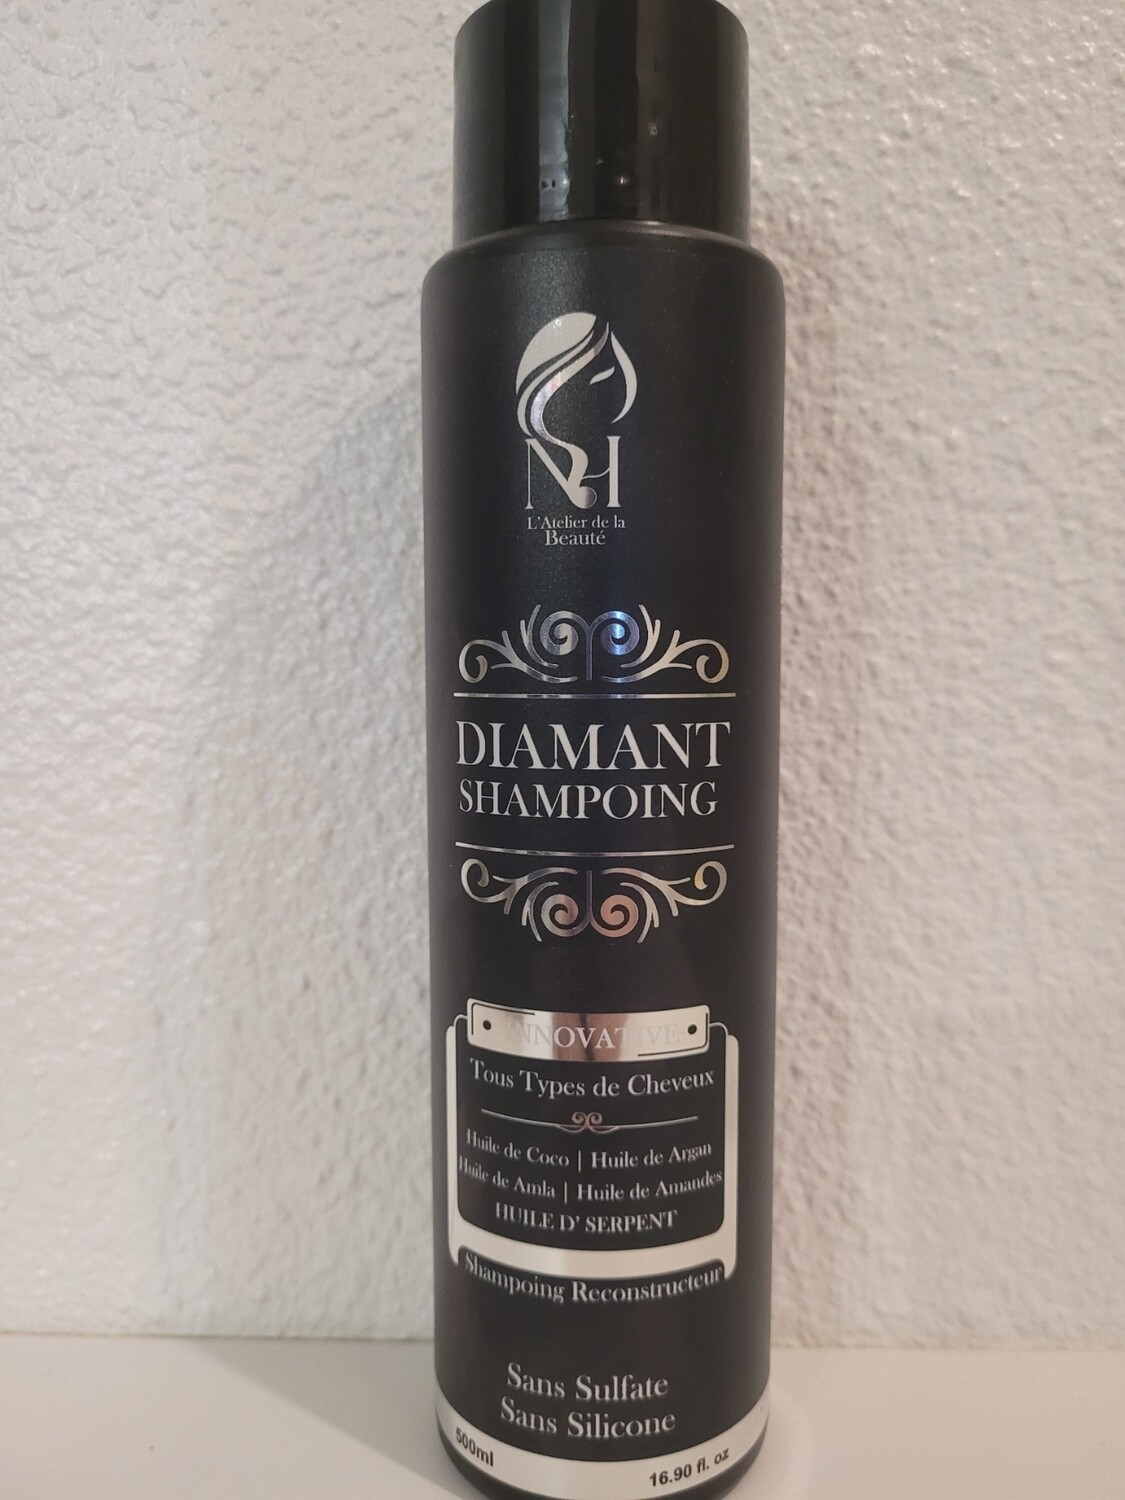 NH
L'Atelier de la
Beauté
DIAMANT
SHAMPOING
INNOVATIVE
Tous Types de Cheveux
Huile de Coco | Huile de Argan
Huile de Amla | Huile de Amandes
HUILE D' SERPENT
Shampoing Reconstructeur
Sans Sulfate
Sans Silicone
500ml 16.90 fl. oz